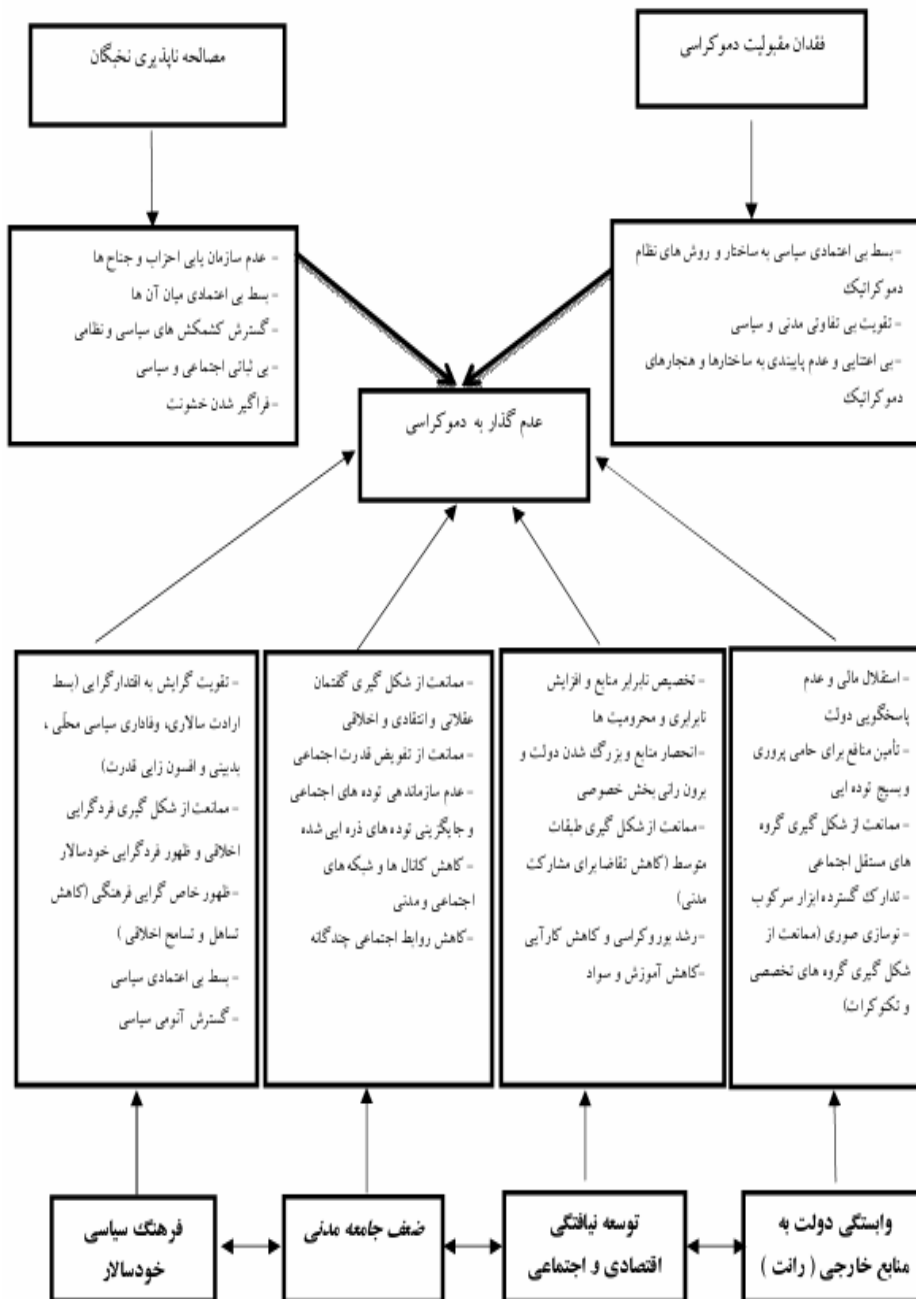 فقدان مقبولیت دموکراسی
مصالحه ناپذیری نخبگان
-بسط بی اعتمادی سیاسی به ساختار و روش های نظام
دموکراتیک
- تقویت بی تفاوتی مدنی و سیاسی
-بی اعتنایی و عدم پایبندی به ساختارها و هنجارهای
دموکراتیک
- عدم سازمان یابی احزاب و جناح ها
- بسط بی اعتمادی میان آن ها
- گسترش کشمکش های سیاسی و نظامی
- بی ثباتی اجتماعی و سیاسی
-فراگیر شدن خشونت
عدم گذار به دموکراسی
- استقلال مالی و عدم
پاسخگویی دولت
- تأمین منافع برای حامی پروری
و بسیج توده ایی
- ممانعت از شکل گیری گروه
های مستقل اجتماعی
- تدارک گسترده ابزار سرکوب
- نوسازی صوری (ممانعت از
شکل گیری گروه های تخصصی
و تکنوکرات)
- تخصیص نابرابر منابع و افزایش
نابرابری و محرومیت ها
-انحصار منابع و بزرگ شدن دولت و
برون رانی بخش خصوصی
-ممانعت از شکل گیری طبقات
متوسط (کاهش تقاضا برای مشارکت
مدنی)
- رشد بوروکراسی و کاهش کارآیی
-کاهش آموزش و سواد
- ممانعت از شکل گیری گفتمان
عقلانی و انتقادی و اخلاقی
- ممانعت از تفویض قدرت اجتماعی
-عدم سازماندهی توده های اجتماعی
و جایگزینی توده های ذره ایی شده
- کاهش کانال ها و شبکه های
اجتماعی و مدنی
-کاهش روابط اجتماعی چندگانه
- تقویت گرایش به اقتدارگرایی (بسط
ارادت سالاری، وفاداری سیاسی محلّی ،
بدبینی و افسون زایی قدرت)
- ممانعت از شکل گیری فردگرایی
اخلاقی و ظهور فردگرایی خودسالار
- ظهور خاص گرایی فرهنگی (کاهش
تساهل و تسامح اخلاقی )
- بسط بی اعتمادی سیاسی
- گسترش آنومی سیاسی
وابستگی دولت به
منابع خارجی ( رانت )
توسعه نیافتگی
اقتصادی و اجتماعی
ضعف جامعه مدنی
فرهنگ سیاسی
خودسالار